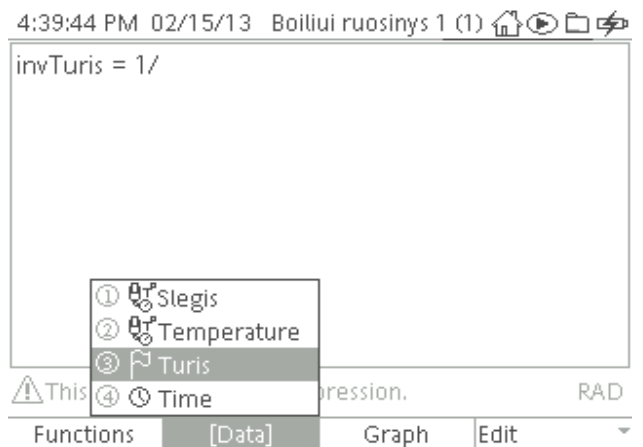 4:39:44 PM 02/15/13 Boiliui ruosinys 1 (1)
invTuris = 1/
1 Slegis
2 Temperature
3 Turis
4 Time
This pression. RAD
Functions [Data] Graph Edit